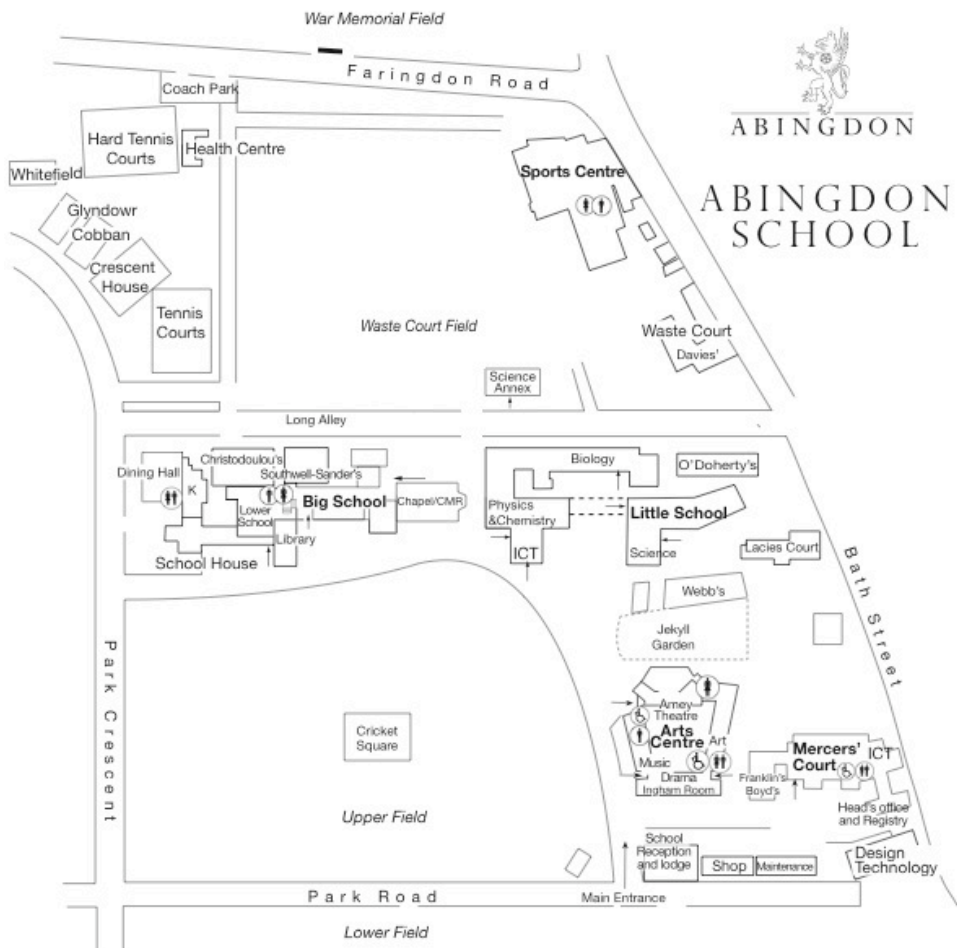 War Memorial Field
Faringdon Road
ABINGDON
ABINGDON
SCHOOL
Coach Park
Hard Tennis
Courts
Health Centre
Whitefield
Sports Centre
Glyndowr
Cobban
Crescent
House
Tennis
Courts
Waste Court Field
Waste Court
Davies'
Science
Annex
Long Alley
Dining Hall
K
Christodoulou's
Southwell-Sander's
Lower
School
Big School
Chapel/CMR
Library
School House
Biology
Physics
&Chemistry
ICT
Little School
Science
O'Doherty's
Lacies Court
Bath Street
Webb's
Jekyll
Garden
Park Crescent
Cricket
Square
Upper Field
Amey
Theatre
Arts
Centre
Art
Music
Drama
Ingham Room
Mercers'
Court
ICT
Franklin's
Boyd's
Head's office
and Registry
School
Reception
and lodge
Shop
Maintenance
Design
Technology
Park Road
Main Entrance
Lower Field